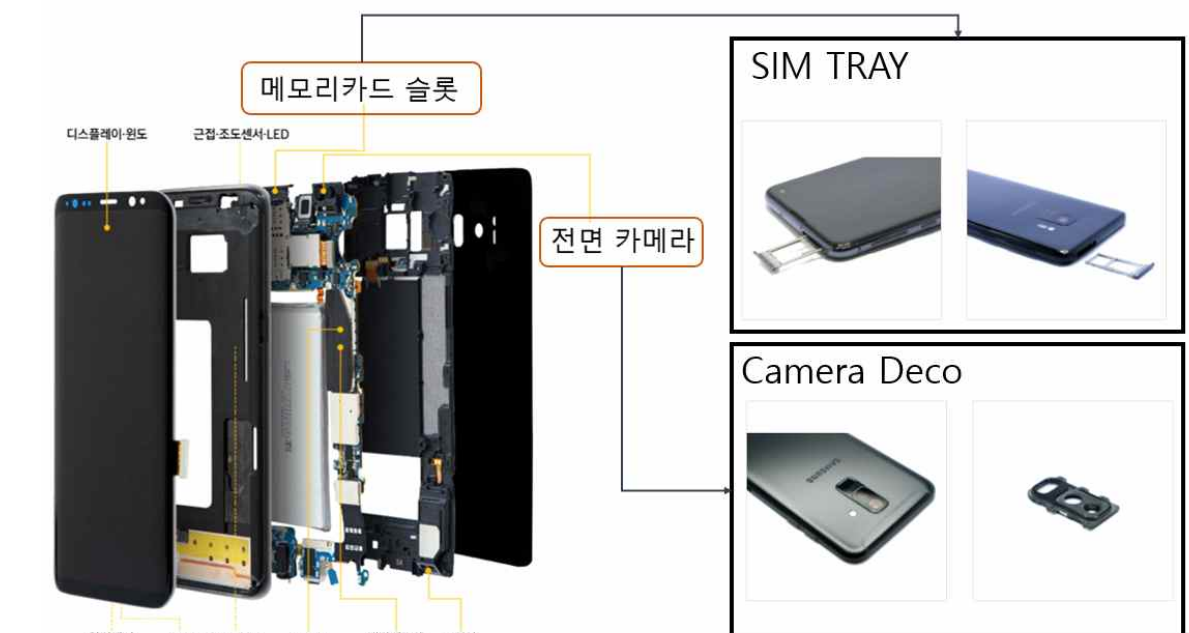 메모리카드 슬롯
SIM TRAY
디스플레이·윈도
근접·조도센서·LED
전면 카메라
Camera Deco
SAMSUNG